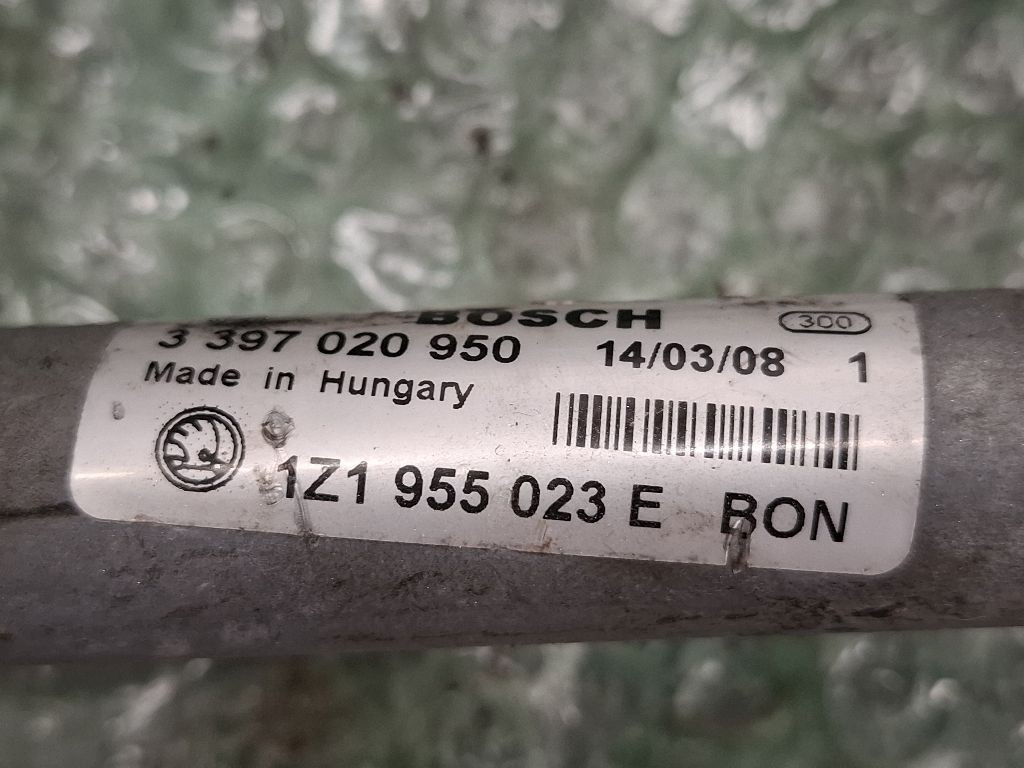 BOSCH 300
3 397 020 950 14/03/08 1
Made in Hungary
1Z1 955 023 E BON